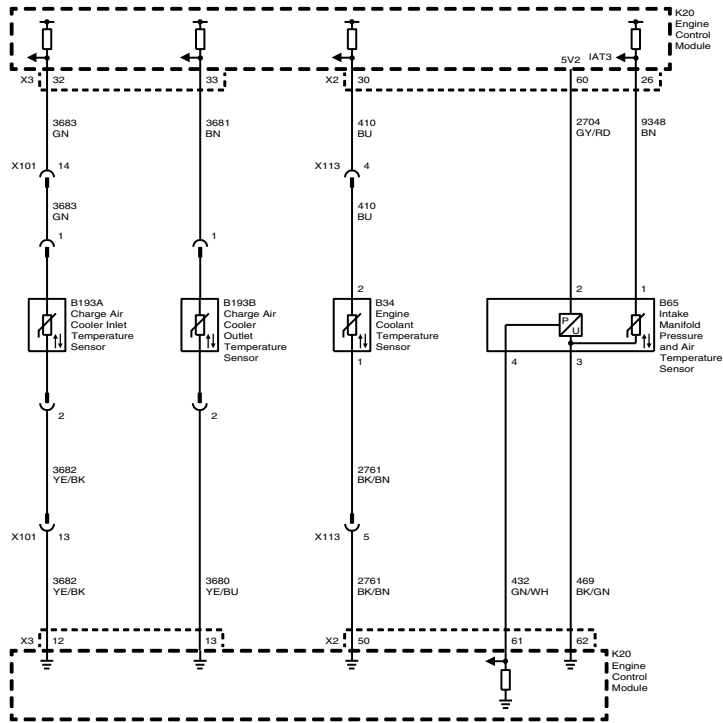 K20
Engine
Control
Module
5V2
IAT3
X3 32
33
X2 30
60
26
3683
GN
3681
BN
410
BU
2704
GY/RD
9348
BN
X101 14
X113 4
3683
GN
410
BU
1
1
2
2
1
B193A
Charge Air
Cooler Inlet
Temperature
Sensor
B193B
Charge Air
Cooler
Outlet
Temperature
Sensor
B34
Engine
Coolant
Temperature
Sensor
P
U
B65
Intake
Manifold
Pressure
and Air
Temperature
Sensor
1
4
3
2
2
3682
YE/BK
2761
BK/BN
X101 13
X113 5
3682
YE/BK
3680
YE/BU
2761
BK/BN
432
GN/WH
469
BK/GN
X3 12
13
X2 50
61
62
K20
Engine
Control
Module